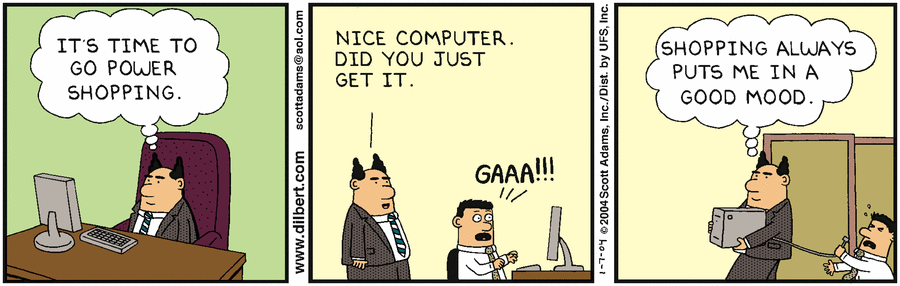 IT'S TIME TO
GO POWER
SHOPPING.
www.dilbert.com
scottadams@aol.com
NICE COMPUTER.
DID YOU JUST
GET IT.
GAAA!!!
1-7-04 © 2004 Scott Adams, Inc./Dist. by UFS, Inc.
SHOPPING ALWAYS
PUTS ME IN A
GOOD MOOD.